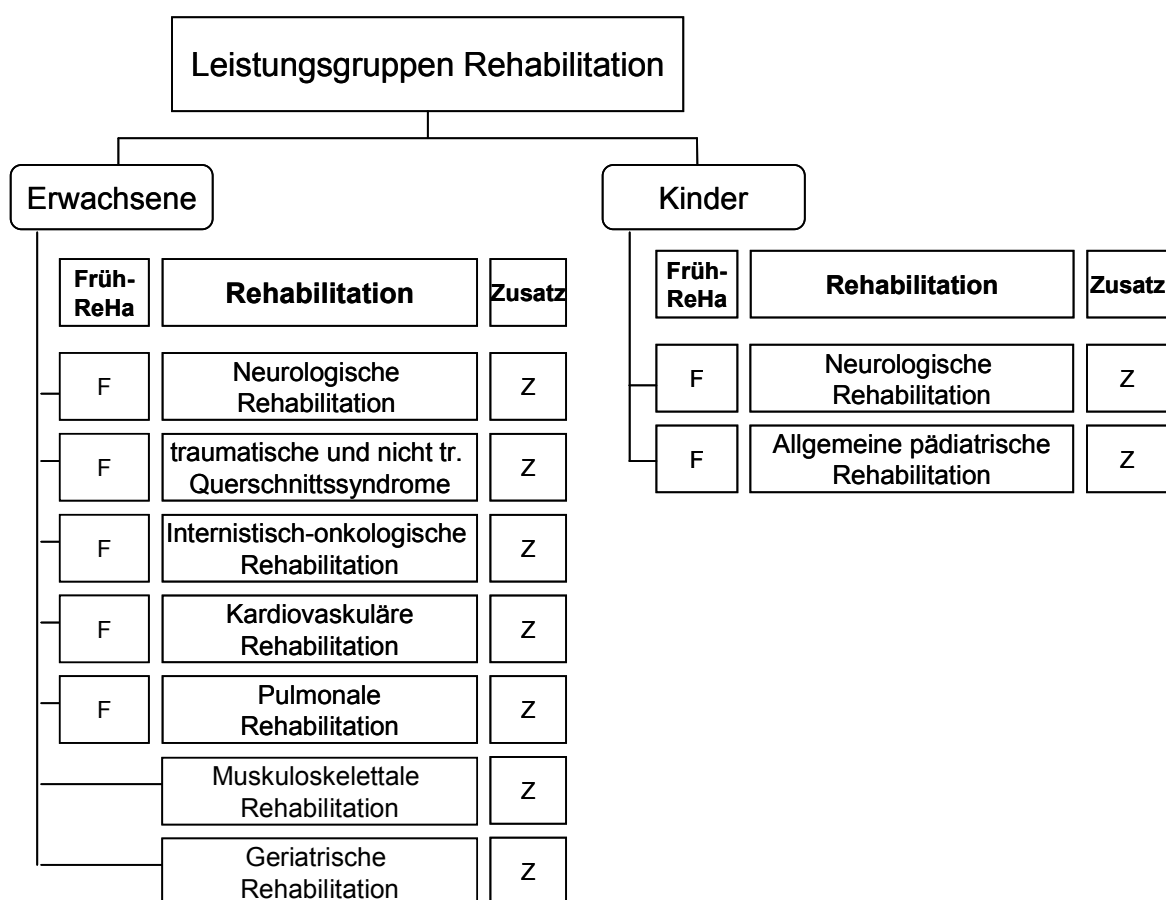 Leistungsgruppen Rehabilitation
Erwachsene
Früh-
ReHa
Rehabilitation
Zusatz
F
Neurologische
Rehabilitation
Z
F
traumatische und nicht tr.
Querschnittssyndrome
Z
F
Internistisch-onkologische
Rehabilitation
Z
F
Kardiovaskuläre
Rehabilitation
Z
F
Pulmonale
Rehabilitation
Z
Muskuloskelettale
Rehabilitation
Z
Geriatrische
Rehabilitation
Z
Kinder
Früh-
ReHa
Rehabilitation
Zusatz
F
Neurologische
Rehabilitation
Z
F
Allgemeine pädiatrische
Rehabilitation
Z